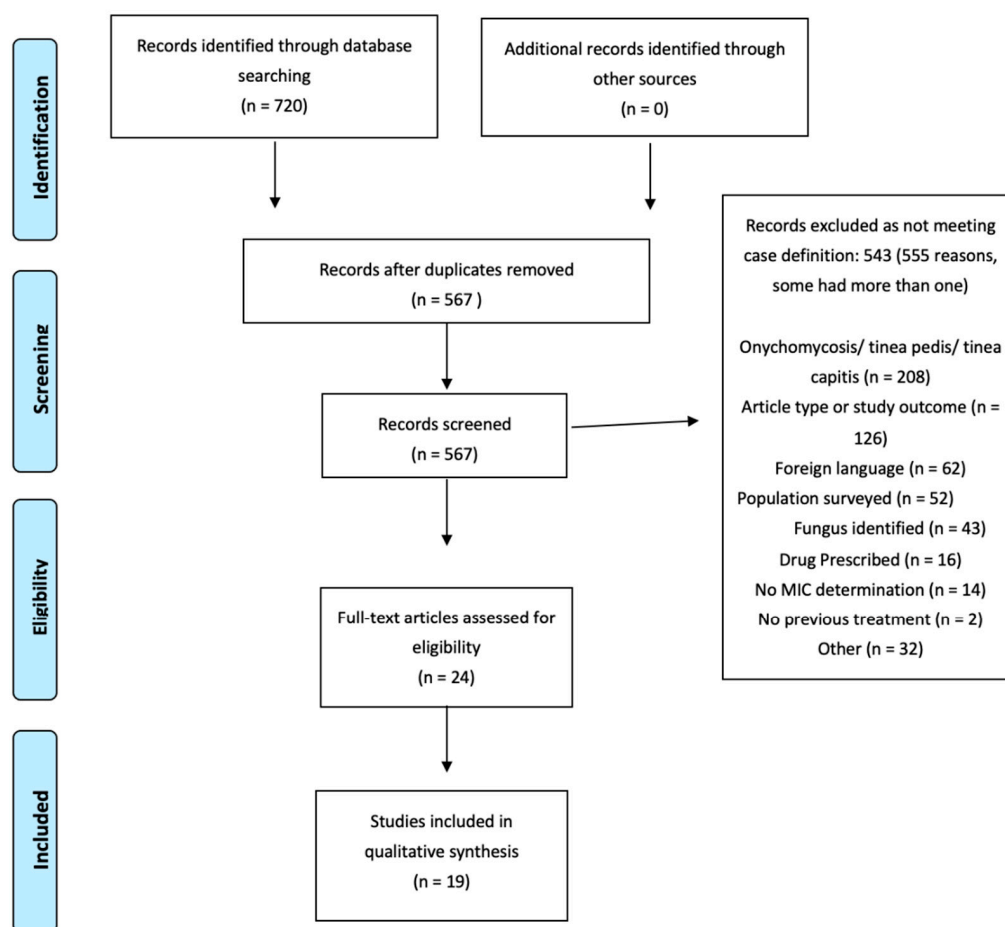 Identification
Records identified through database
searching
(n = 720)
Additional records identified through
other sources
(n = 0)
Records after duplicates removed
(n = 567 )
Screening
Records screened
(n = 567)
Records excluded as not meeting
case definition: 543 (555 reasons,
some had more than one)
Onychomycosis/ tinea pedis/ tinea
capitis (n = 208)
Article type or study outcome (n =
126)
Foreign language (n = 62)
Population surveyed (n = 52)
Fungus identified (n = 43)
Drug Prescribed (n = 16)
No MIC determination (n = 14)
No previous treatment (n = 2)
Other (n = 32)
Eligibility
Full-text articles assessed for
eligibility
(n = 24)
Included
Studies included in
qualitative synthesis
(n = 19)